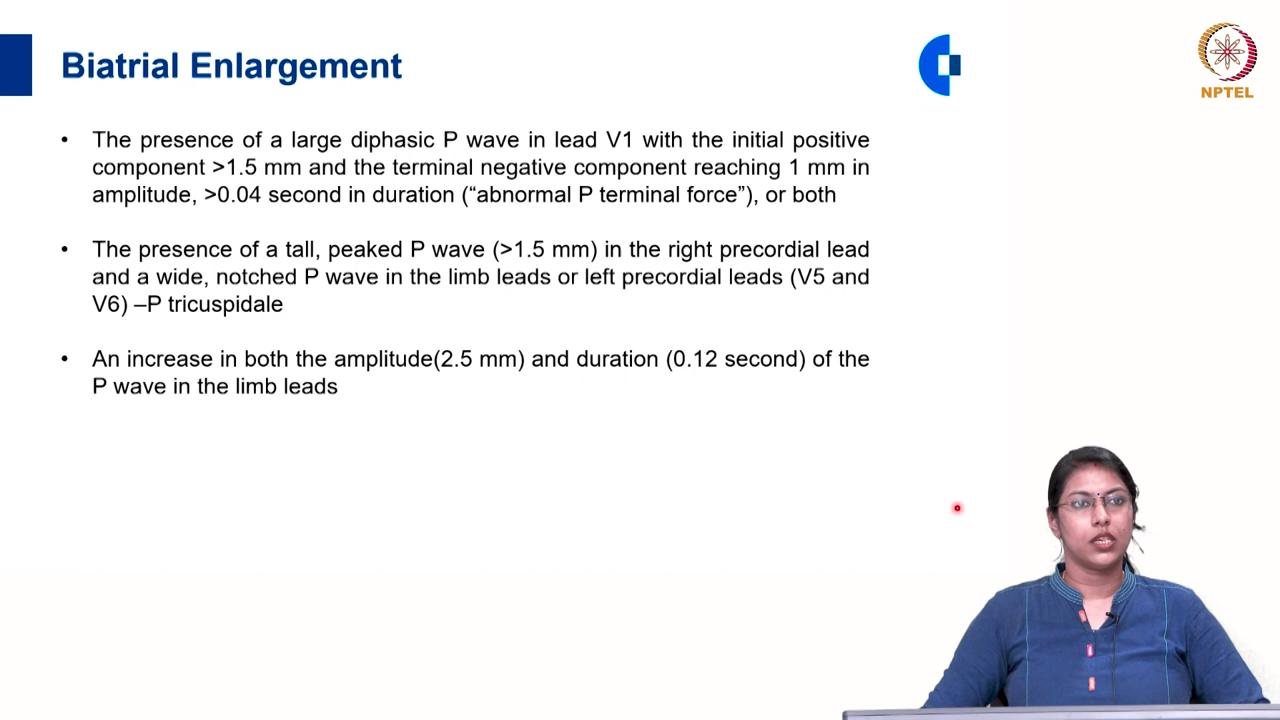 Biatrial Enlargement
NPTEL
• The presence of a large diphasic P wave in lead V1 with the initial positive
component >1.5 mm and the terminal negative component reaching 1 mm in
amplitude, >0.04 second in duration (“abnormal P terminal force”), or both
• The presence of a tall, peaked P wave (>1.5 mm) in the right precordial lead
and a wide, notched P wave in the limb leads or left precordial leads (V5 and
V6) –P tricuspidale
• An increase in both the amplitude(2.5 mm) and duration (0.12 second) of the
P wave in the limb leads